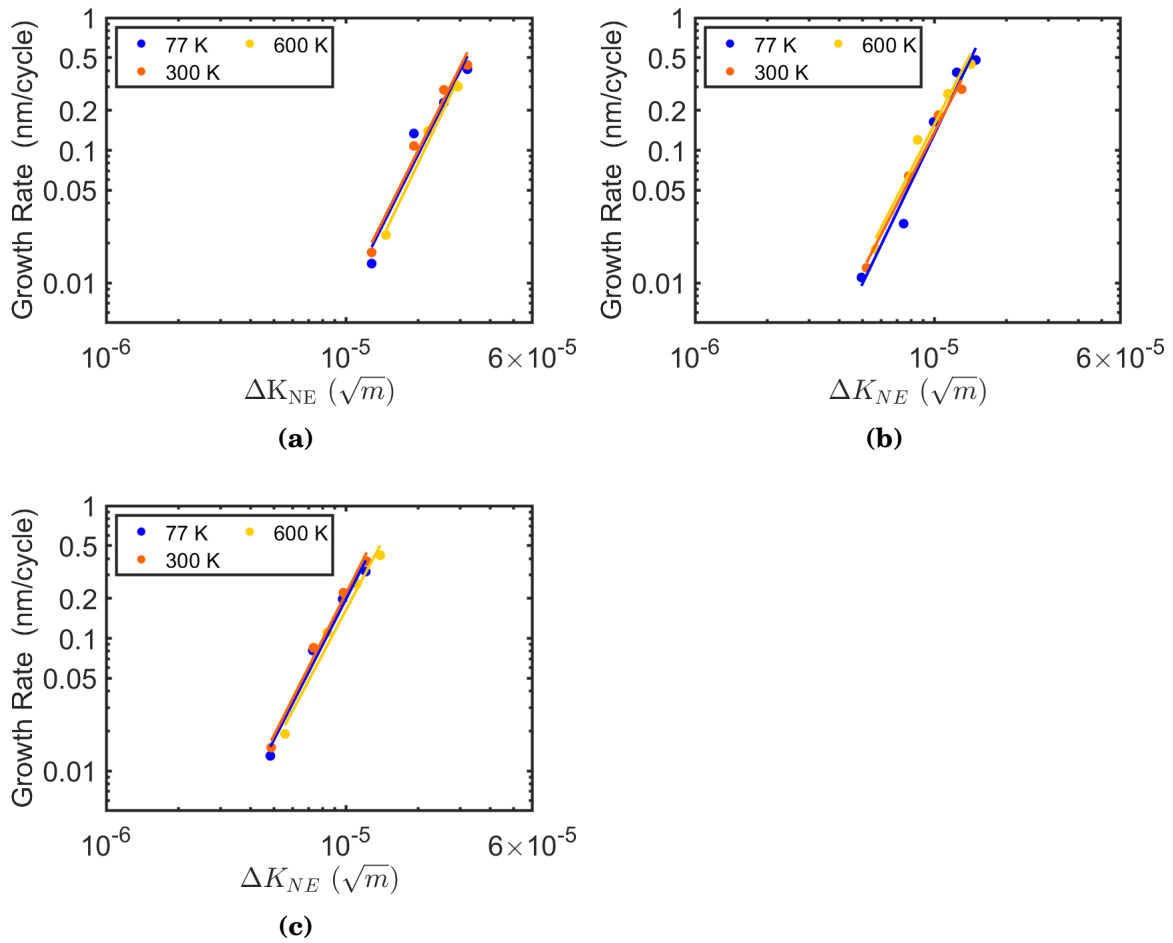 Growth Rate (nm/cycle)
1
0.5
0.2
0.1
0.05
0.01
77 K
600 K
300 K
10⁻⁶
10⁻⁵
6×10⁻⁵
ΔK_NE (√m)
(a)
Growth Rate (nm/cycle)
1
0.5
0.2
0.1
0.05
0.01
77 K
600 K
300 K
10⁻⁶
10⁻⁵
6×10⁻⁵
ΔK_NE (√m)
(b)
Growth Rate (nm/cycle)
1
0.5
0.2
0.1
0.05
0.01
77 K
600 K
300 K
10⁻⁶
10⁻⁵
6×10⁻⁵
ΔK_NE (√m)
(c)